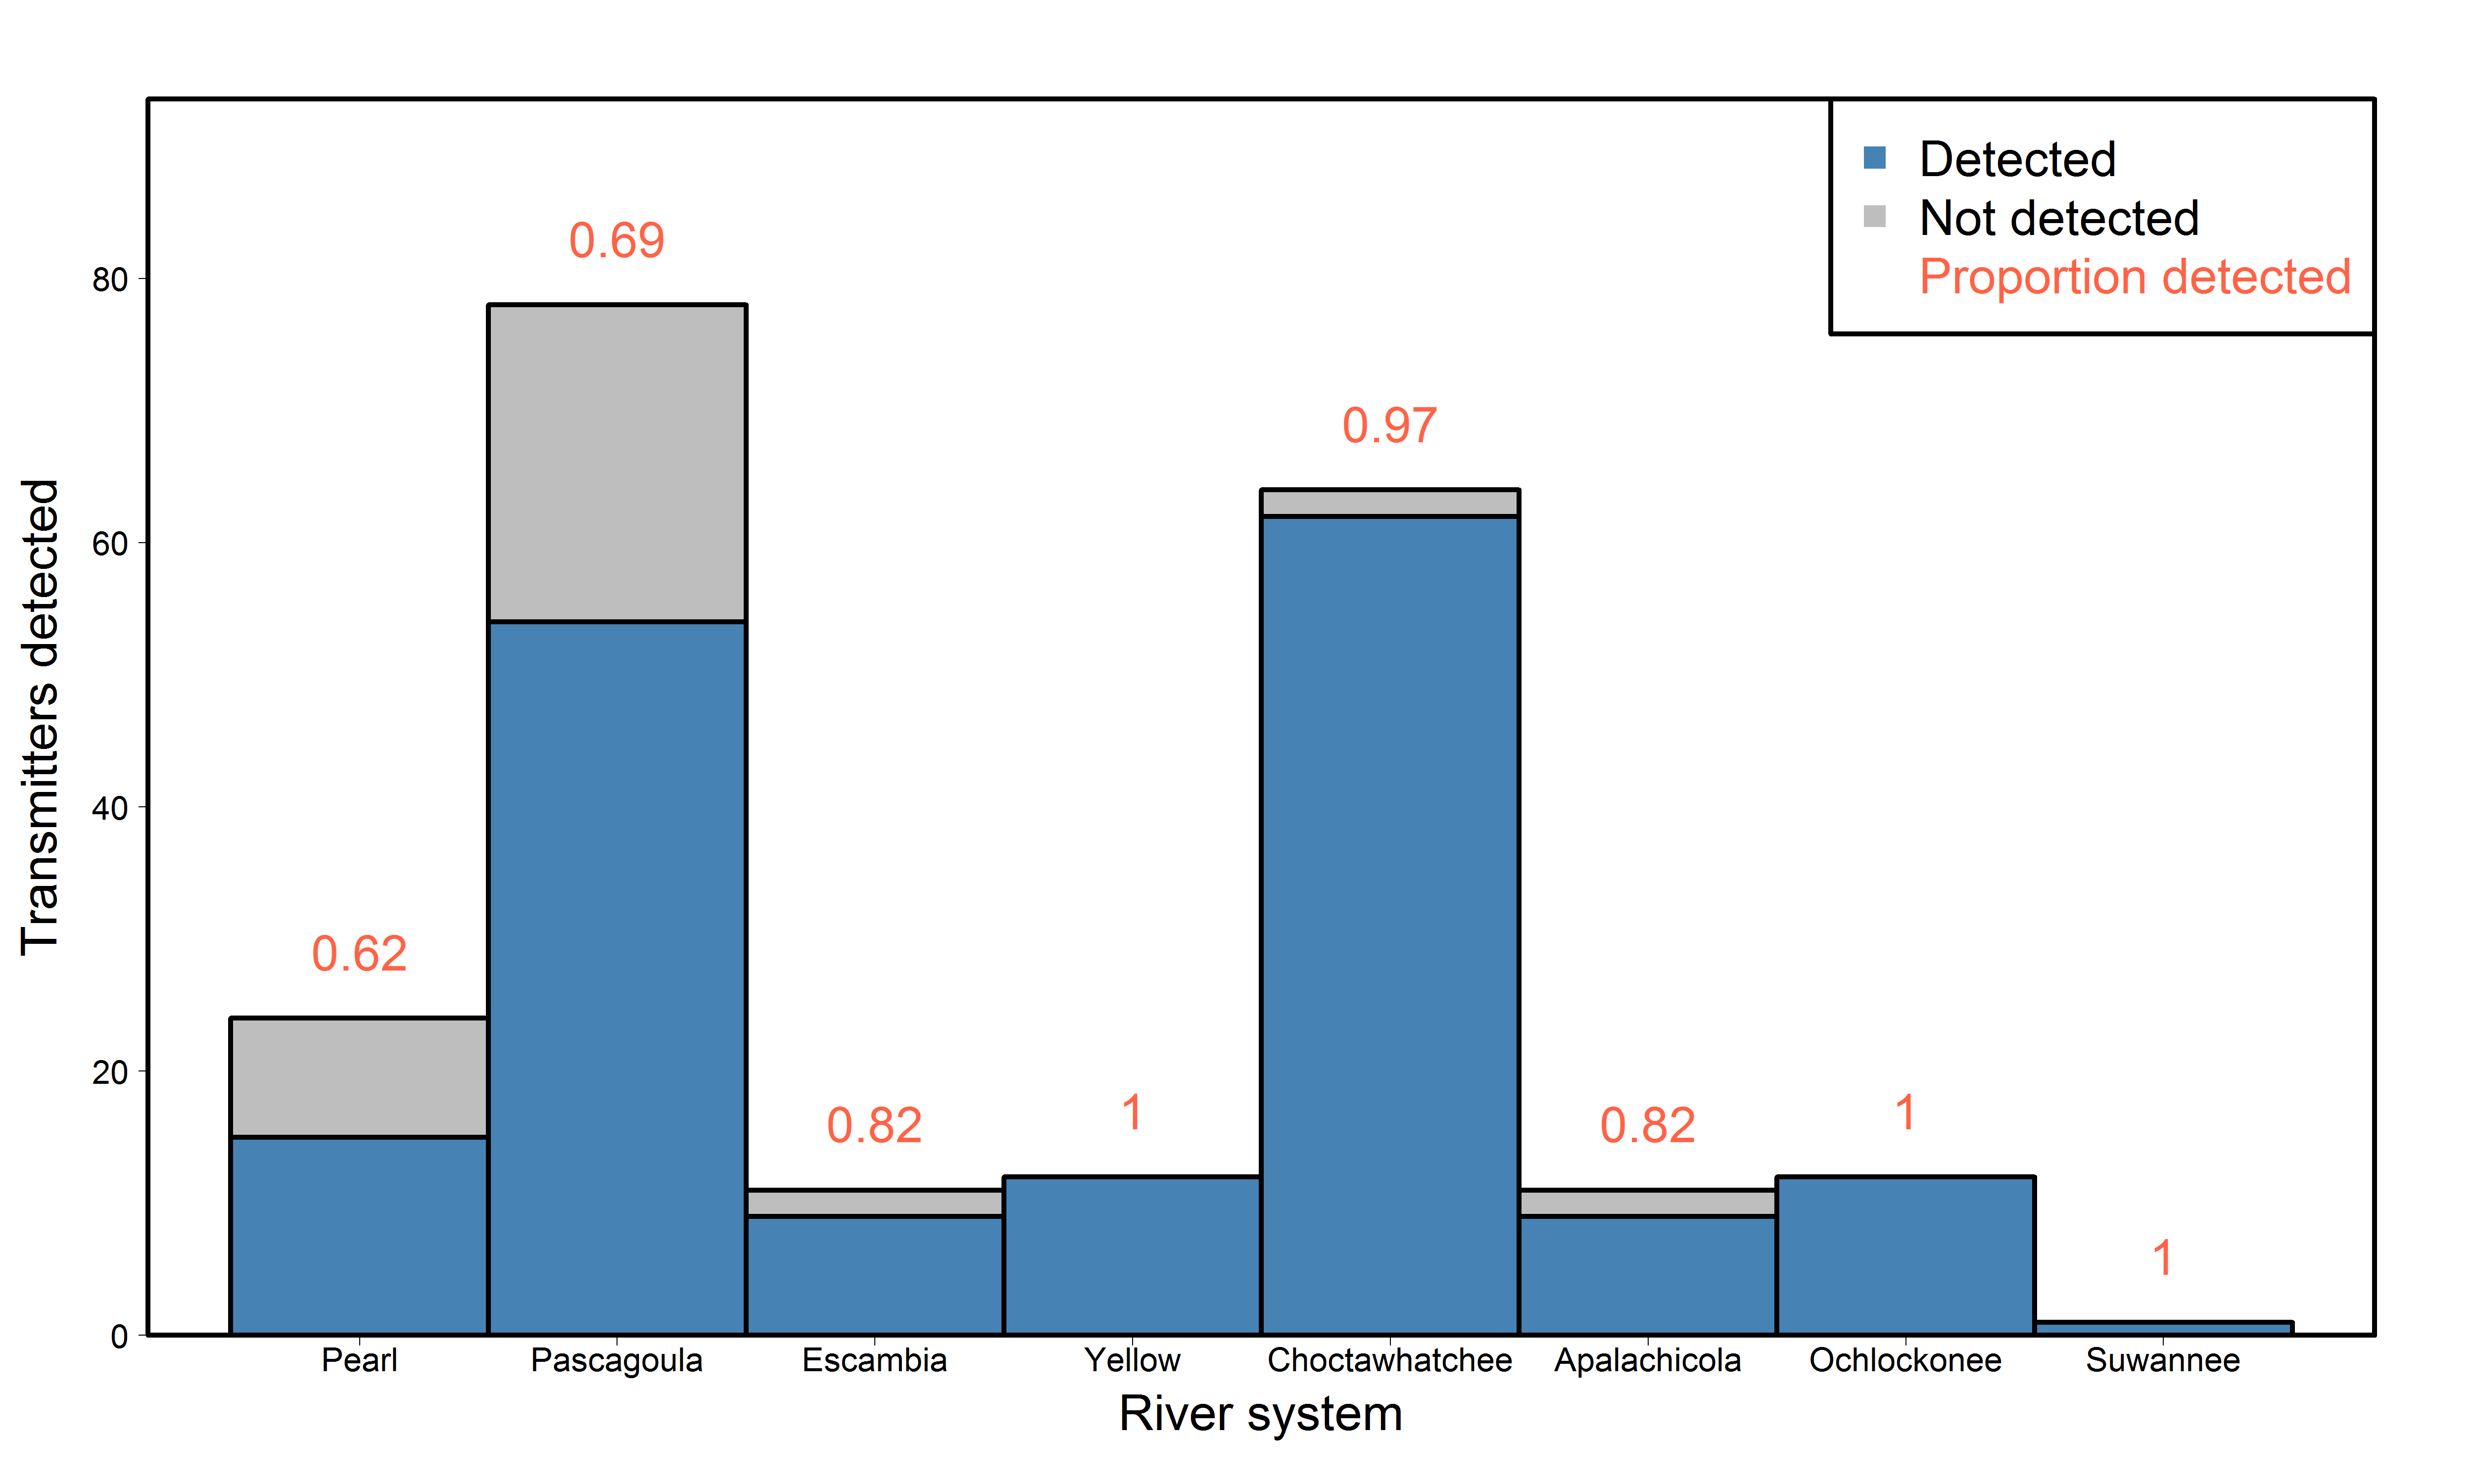 Detected
Not detected
Proportion detected
0.69
0.97
0.62
0.82
1
0.82
1
1
80
60
40
20
0
Transmitters detected
Pearl Pascagoula Escambia Yellow Choctawhatchee Apalachicola Ochlockonee Suwannee
River system